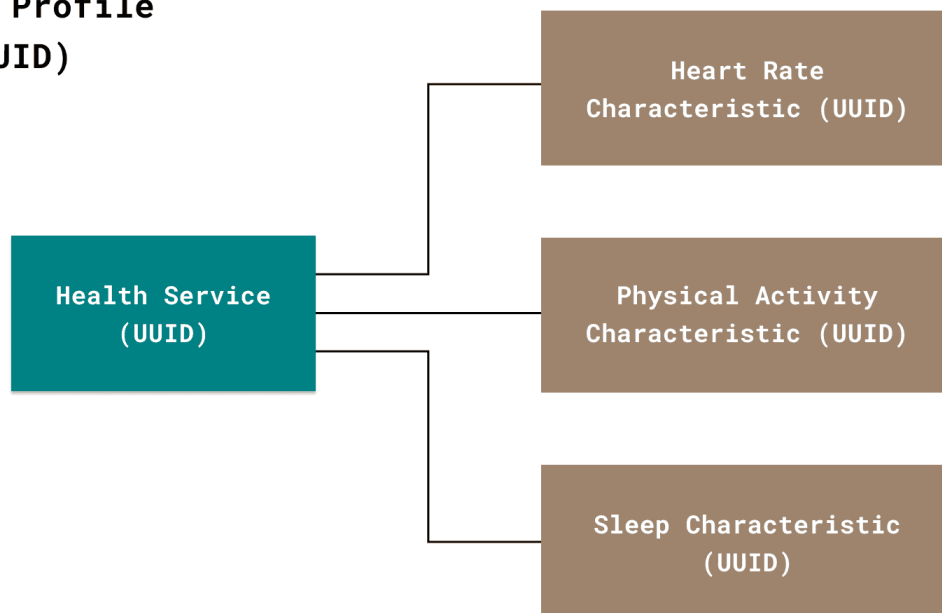 Profile
UID)
Heart Rate
Characteristic (UUID)
Health Service
(UUID)
Physical Activity
Characteristic (UUID)
Sleep Characteristic
(UUID)